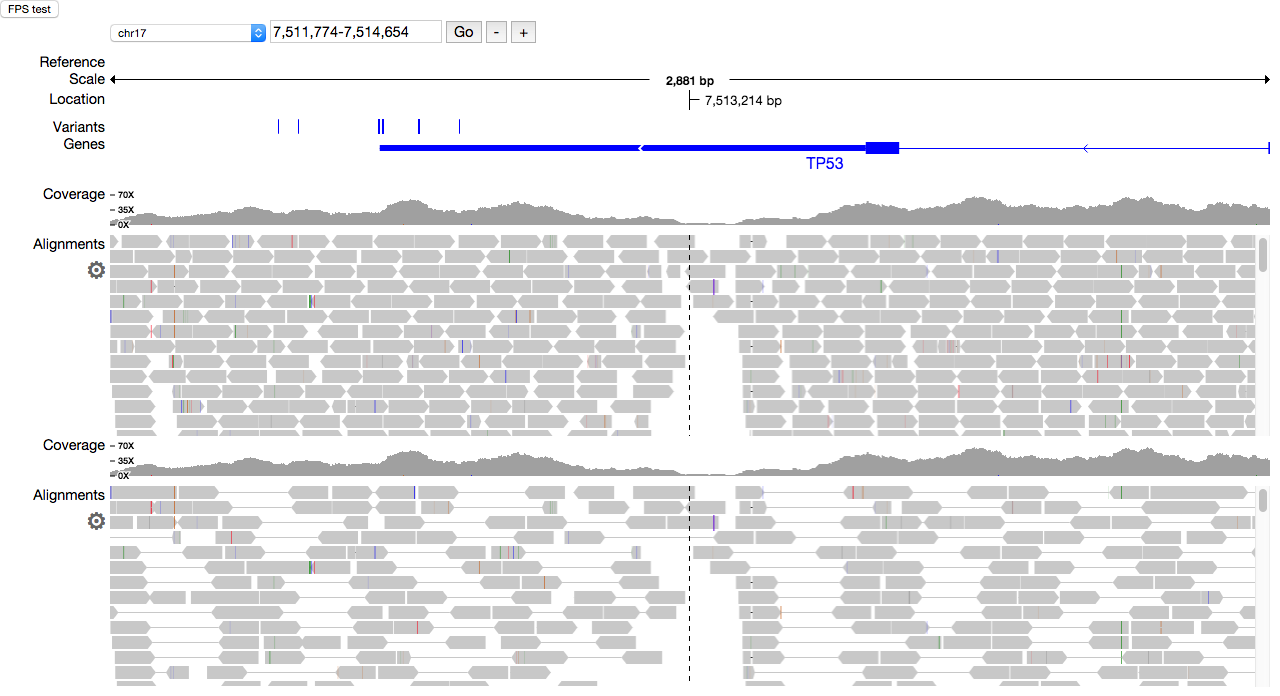 FPS test
chr17 7,511,774-7,514,654 Go - +
Reference
Scale 2,881 bp
Location 7,513,214 bp
Variants
Genes
TP53
Coverage 70X
35X
0X
Alignments
Coverage 70X
35X
0X
Alignments